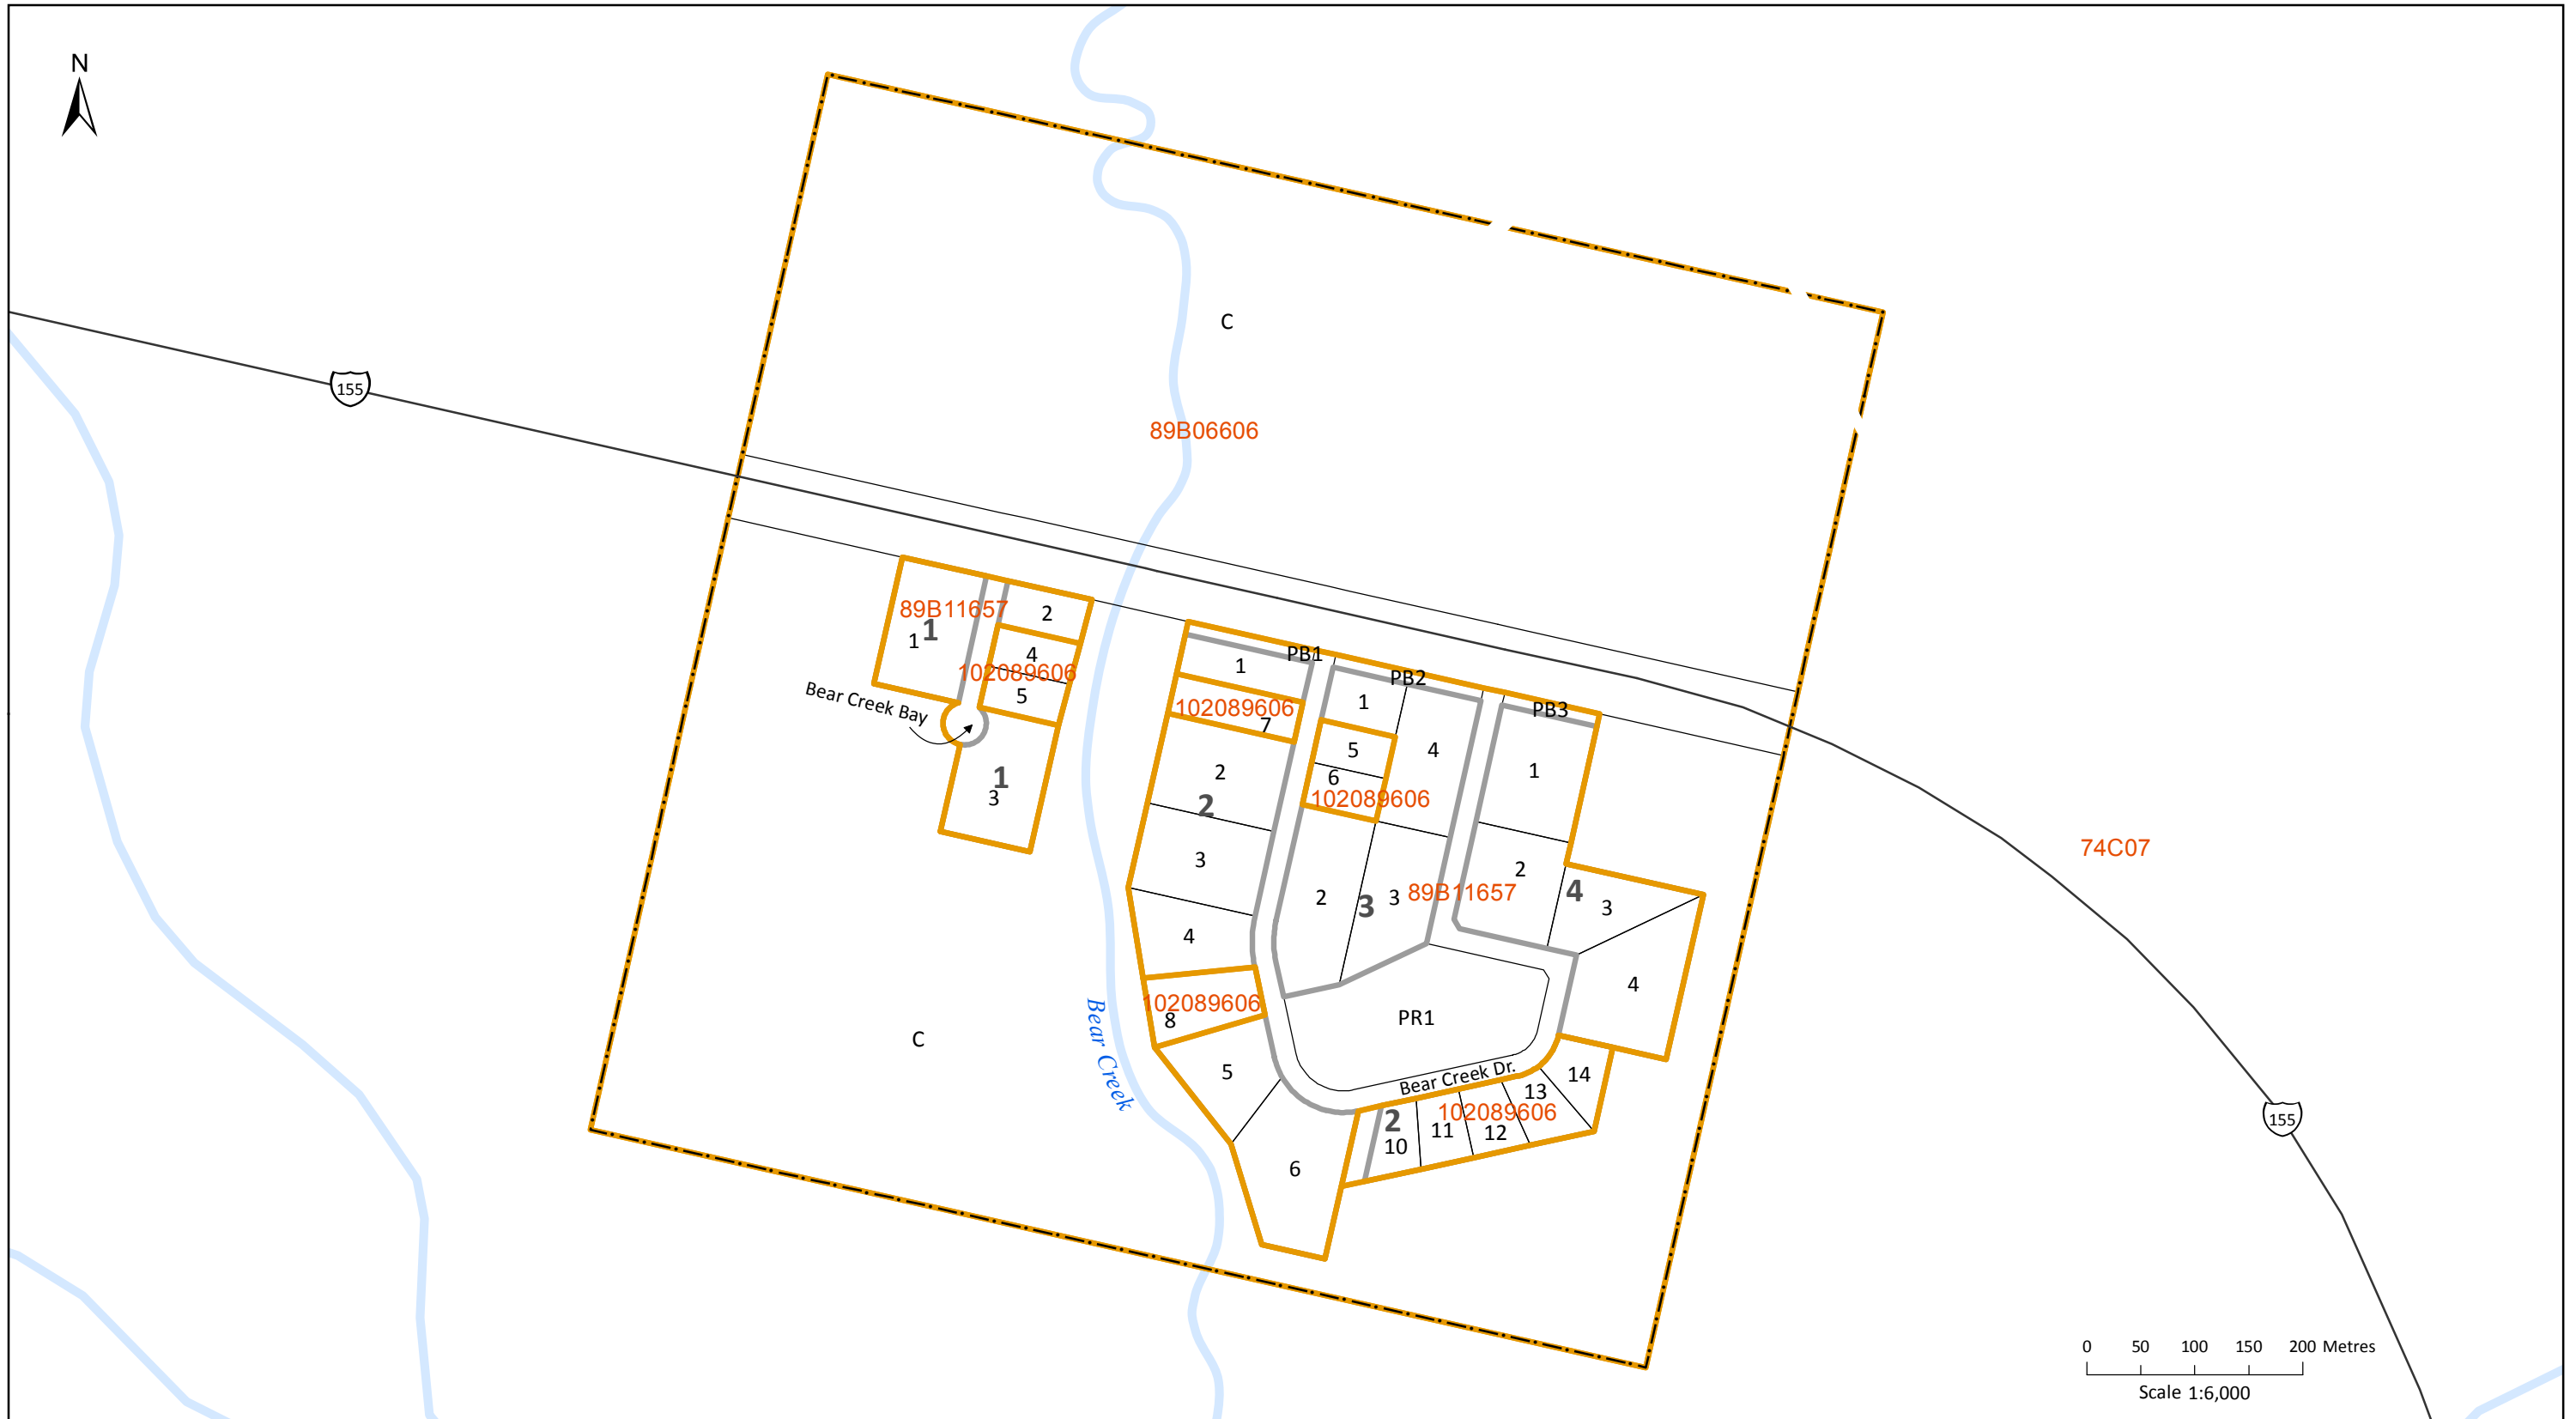 N
C
155
89B06606
89B11657
1
1
2
4
102089606
5
Bear Creek Bay
1
3
PB1
PB2
PB3
1
102089606
7
2
2
3
4
102089606
8
5
6
1
4
5
6
102089606
2
3
3
89B11657
1
2
4
3
4
PR1
Bear Creek Dr.
2
10
11
102089606
12
13
14
C
Bear Creek
74C07
155
0 50 100 150 200 Metres
Scale 1:6,000